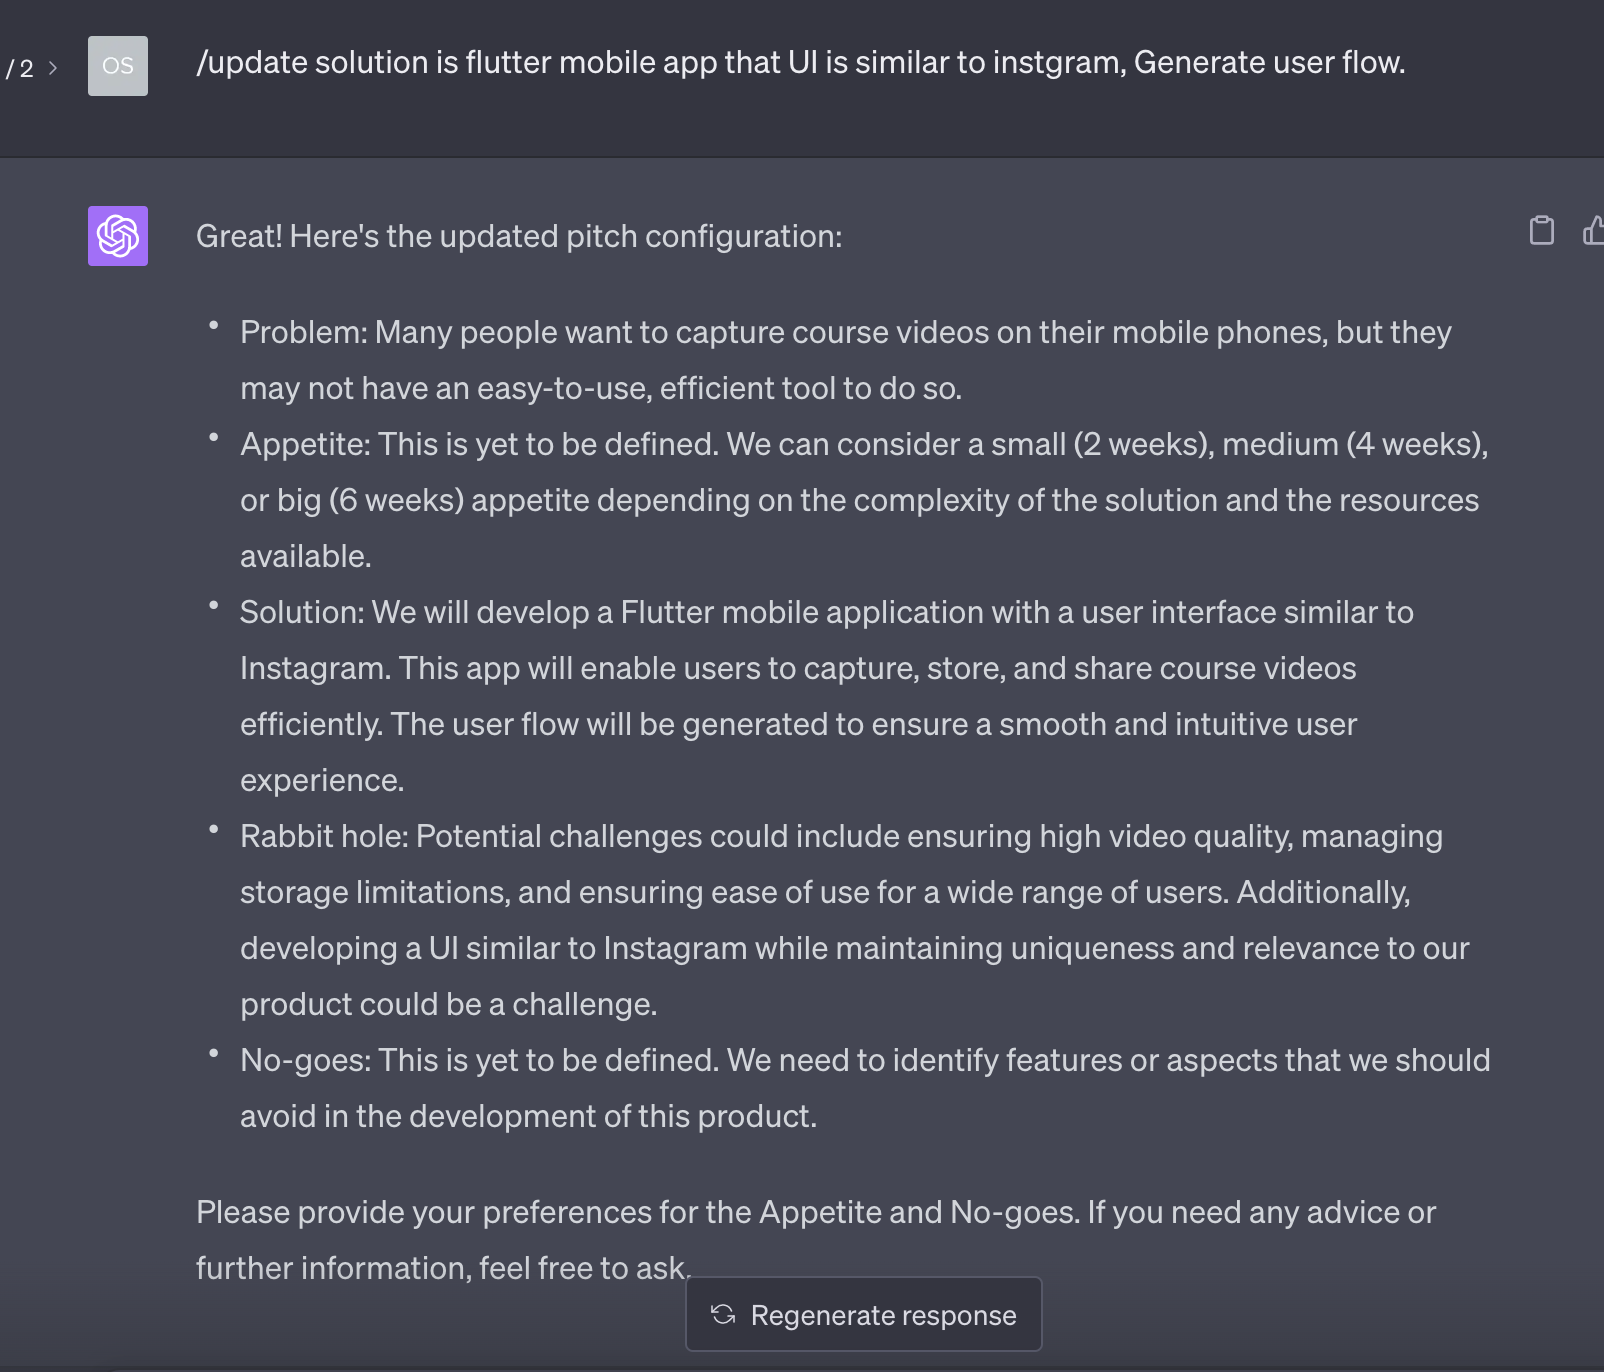 / 2 >
OS
/update solution is flutter mobile app that UI is similar to instgram, Generate user flow.
Great! Here's the updated pitch configuration:
• Problem: Many people want to capture course videos on their mobile phones, but they
may not have an easy-to-use, efficient tool to do so.
• Appetite: This is yet to be defined. We can consider a small (2 weeks), medium (4 weeks),
or big (6 weeks) appetite depending on the complexity of the solution and the resources
available.
• Solution: We will develop a Flutter mobile application with a user interface similar to
Instagram. This app will enable users to capture, store, and share course videos
efficiently. The user flow will be generated to ensure a smooth and intuitive user
experience.
• Rabbit hole: Potential challenges could include ensuring high video quality, managing
storage limitations, and ensuring ease of use for a wide range of users. Additionally,
developing a UI similar to Instagram while maintaining uniqueness and relevance to our
product could be a challenge.
• No-goes: This is yet to be defined. We need to identify features or aspects that we should
avoid in the development of this product.
Please provide your preferences for the Appetite and No-goes. If you need any advice or
further information, feel free to ask.
Regenerate response